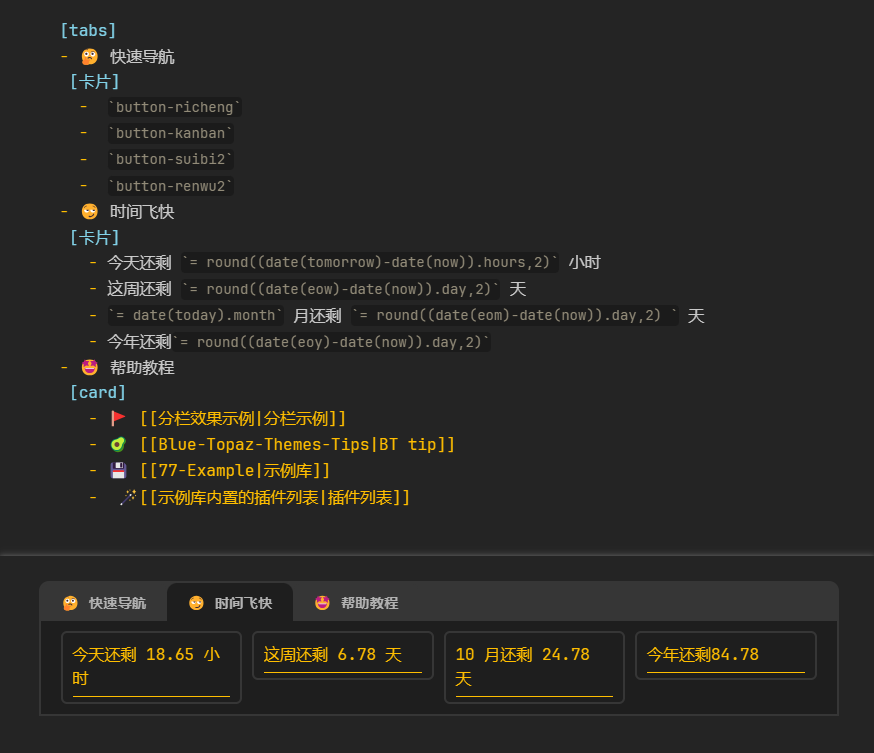 [tabs]
- 🤔 快速导航
[卡片]
- `button-richeng`
- `button-kanban`
- `button-suibi2`
- `button-renwu2`
- 😏 时间飞快
[卡片]
- 今天还剩 `= round((date(tomorrow)-date(now)).hours,2)` 小时
- 这周还剩 `= round((date(eow)-date(now)).day,2)` 天
- `= date(today).month` 月还剩 `= round((date(eom)-date(now)).day,2) ` 天
- 今年还剩`= round((date(eoy)-date(now)).day,2)`
- 🤩 帮助教程
[card]
- 🚩 [[分栏效果示例|分栏示例]]
- 🥑 [[Blue-Topaz-Themes-Tips|BT tip]]
- 💾 [[77-Example|示例库]]
- 🪄[[示例库内置的插件列表|插件列表]]
🤔 快速导航 😏 时间飞快 🤩 帮助教程
今天还剩 18.65 小
时
这周还剩 6.78 天
10 月还剩 24.78
天
今年还剩84.78